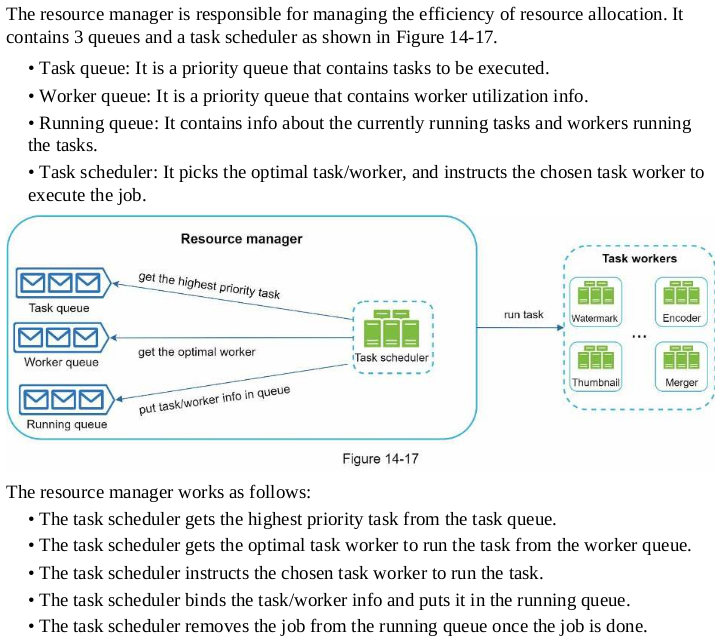 The resource manager is responsible for managing the efficiency of resource allocation. It
contains 3 queues and a task scheduler as shown in Figure 14-17.
• Task queue: It is a priority queue that contains tasks to be executed.
• Worker queue: It is a priority queue that contains worker utilization info.
• Running queue: It contains info about the currently running tasks and workers running
the tasks.
• Task scheduler: It picks the optimal task/worker, and instructs the chosen task worker to
execute the job.
Resource manager
Task queue
Worker queue
Running queue
get the highest priority task
get the optimal worker
put task/worker info in queue
Task scheduler
run task
Task workers
Watermark
Encoder
...
Thumbnail
Merger
Figure 14-17
The resource manager works as follows:
• The task scheduler gets the highest priority task from the task queue.
• The task scheduler gets the optimal task worker to run the task from the worker queue.
• The task scheduler instructs the chosen task worker to run the task.
• The task scheduler binds the task/worker info and puts it in the running queue.
• The task scheduler removes the job from the running queue once the job is done.